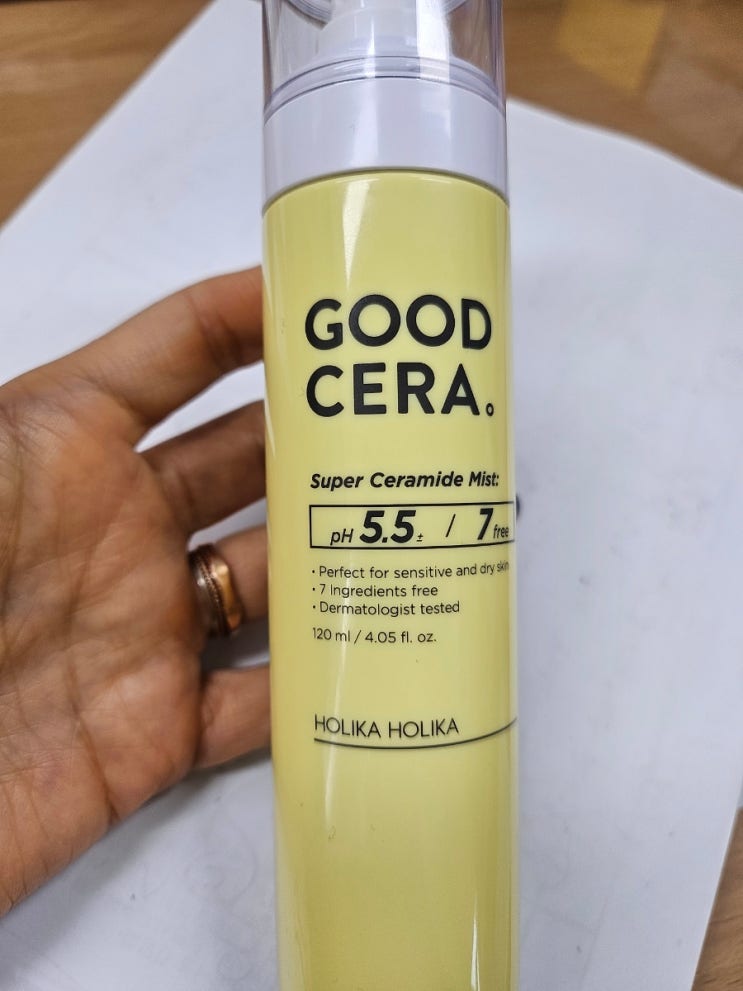 GOOD
CERA.
Super Ceramide Mist:
pH 5.5± / 7 free
• Perfect for sensitive and dry skin
• 7 Ingredients free
• Dermatologist tested
120 ml / 4.05 fl. oz.
HOLIKA HOLIKA